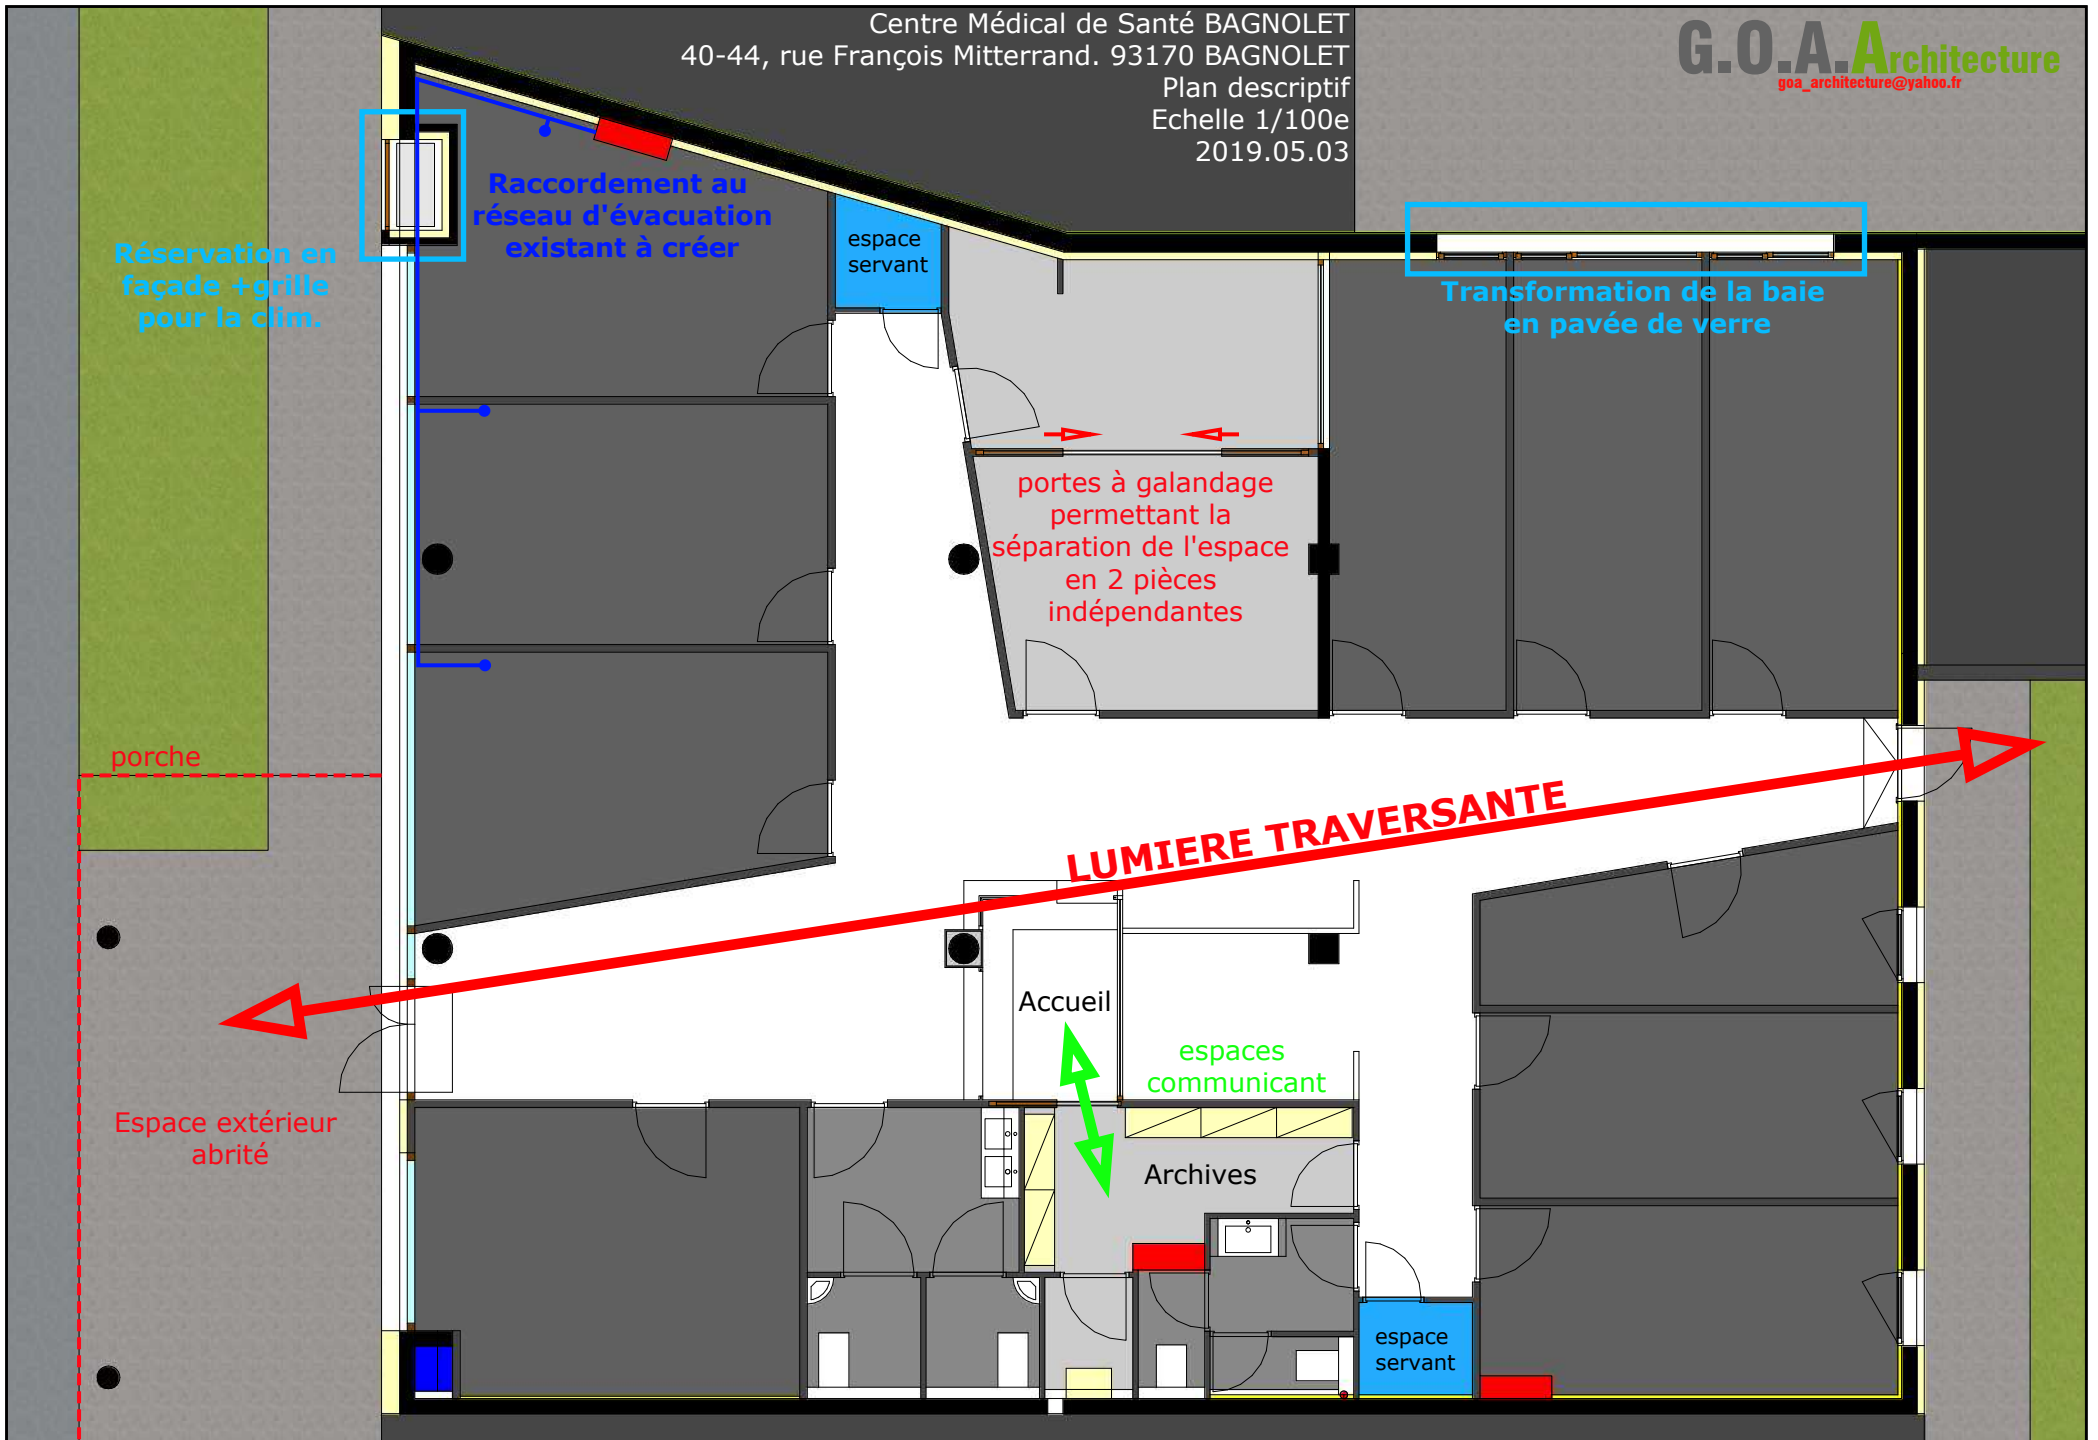 Centre Médical de Santé BAGNOLET
40-44, rue François Mitterrand. 93170 BAGNOLET
Plan descriptif
Echelle 1/100e
2019.05.03
G.O.A.Architecture
goa_architecture@yahoo.fr
Raccordement au
réseau d'évacuation
existant à créer
Réservation en
façade +grille
pour la clim.
espace
servant
Transformation de la baie
en pavée de verre
portes à galandage
permettant la
séparation de l'espace
en 2 pièces
indépendantes
porche
LUMIERE TRAVERSANTE
Accueil
espaces
communicant
Espace extérieur
abrité
Archives
espace
servant